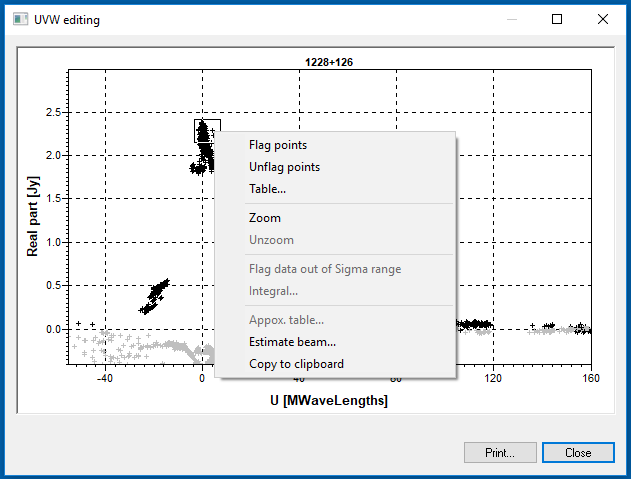 UVW editing
1228+126
2.5
2.0
1.5
1.0
0.5
0.0
Real part [Jy]
Flag points
Unflag points
Table...
Zoom
Unzoom
Flag data out of Sigma range
Integral...
Appox. table...
Estimate beam...
Copy to clipboard
-40 0 40 80 120 160
U [MWaveLengths]
Print... Close